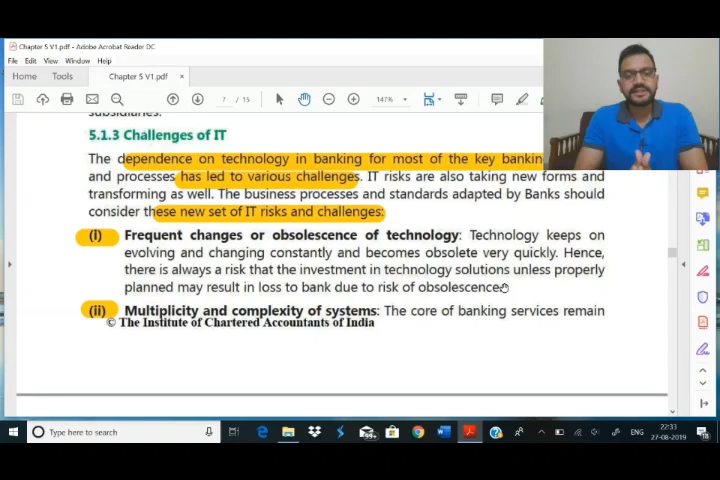 Chapter 5 V1.pdf - Adobe Acrobat Reader DC
File Edit View Window Help
Home Tools Chapter 5 V1.pdf ×
7 / 15 147%
subsidiaries.
5.1.3 Challenges of IT
The dependence on technology in banking for most of the key bankin
and processes has led to various challenges. IT risks are also taking new forms and
transforming as well. The business processes and standards adapted by Banks should
consider these new set of IT risks and challenges:
(i) Frequent changes or obsolescence of technology: Technology keeps on
evolving and changing constantly and becomes obsolete very quickly. Hence,
there is always a risk that the investment in technology solutions unless properly
planned may result in loss to bank due to risk of obsolescence
(ii) Multiplicity and complexity of systems: The core of banking services remain
© The Institute of Chartered Accountants of India
Type here to search
99+
ENG
22:33
27-08-2019